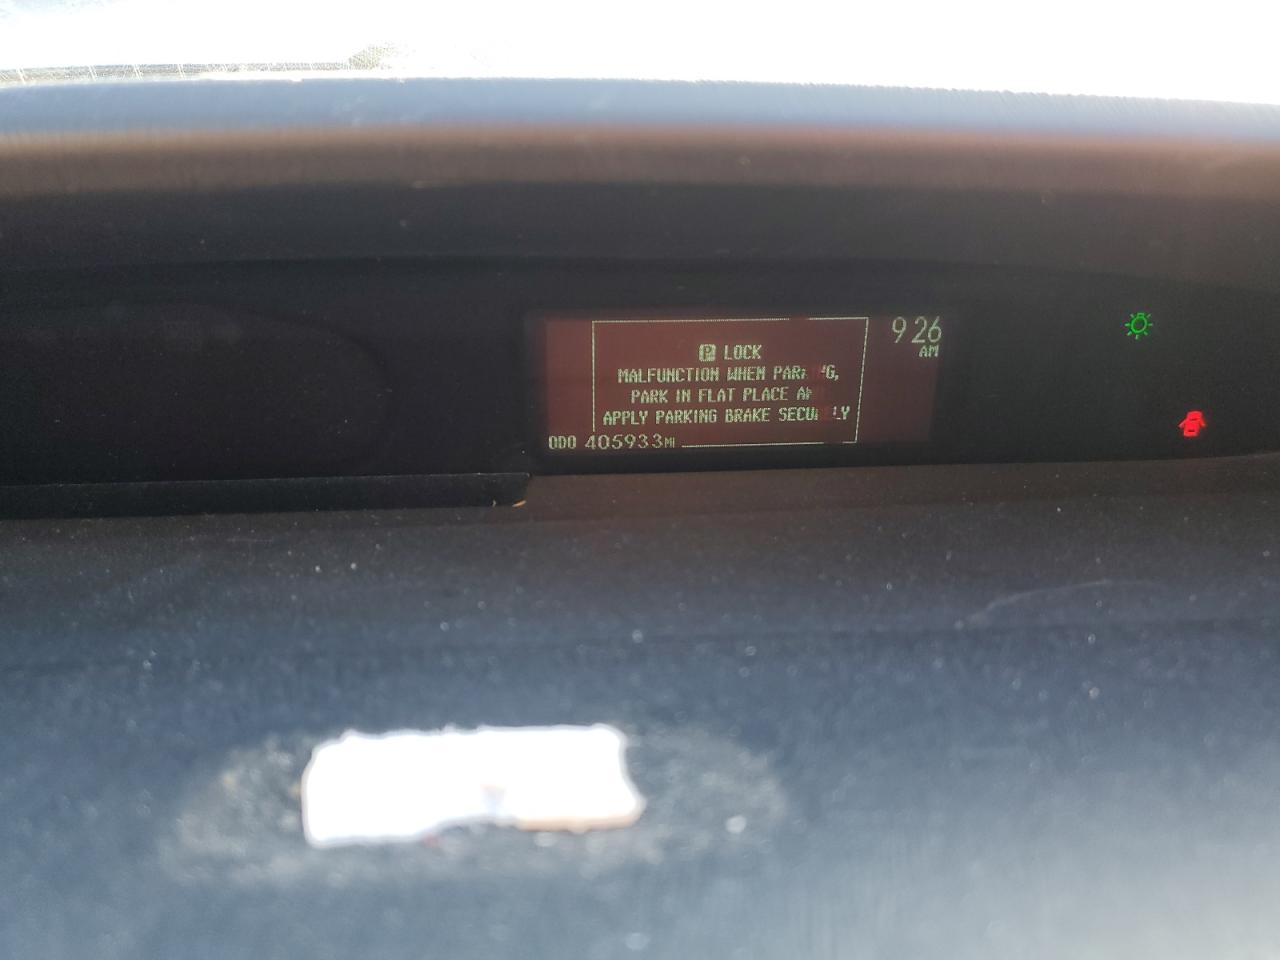 P LOCK
MALFUNCTION WHEN
PARK IN FLAT PLACE
APPLY PARKING BRAKE
9 26
AM
ODO 405933MI